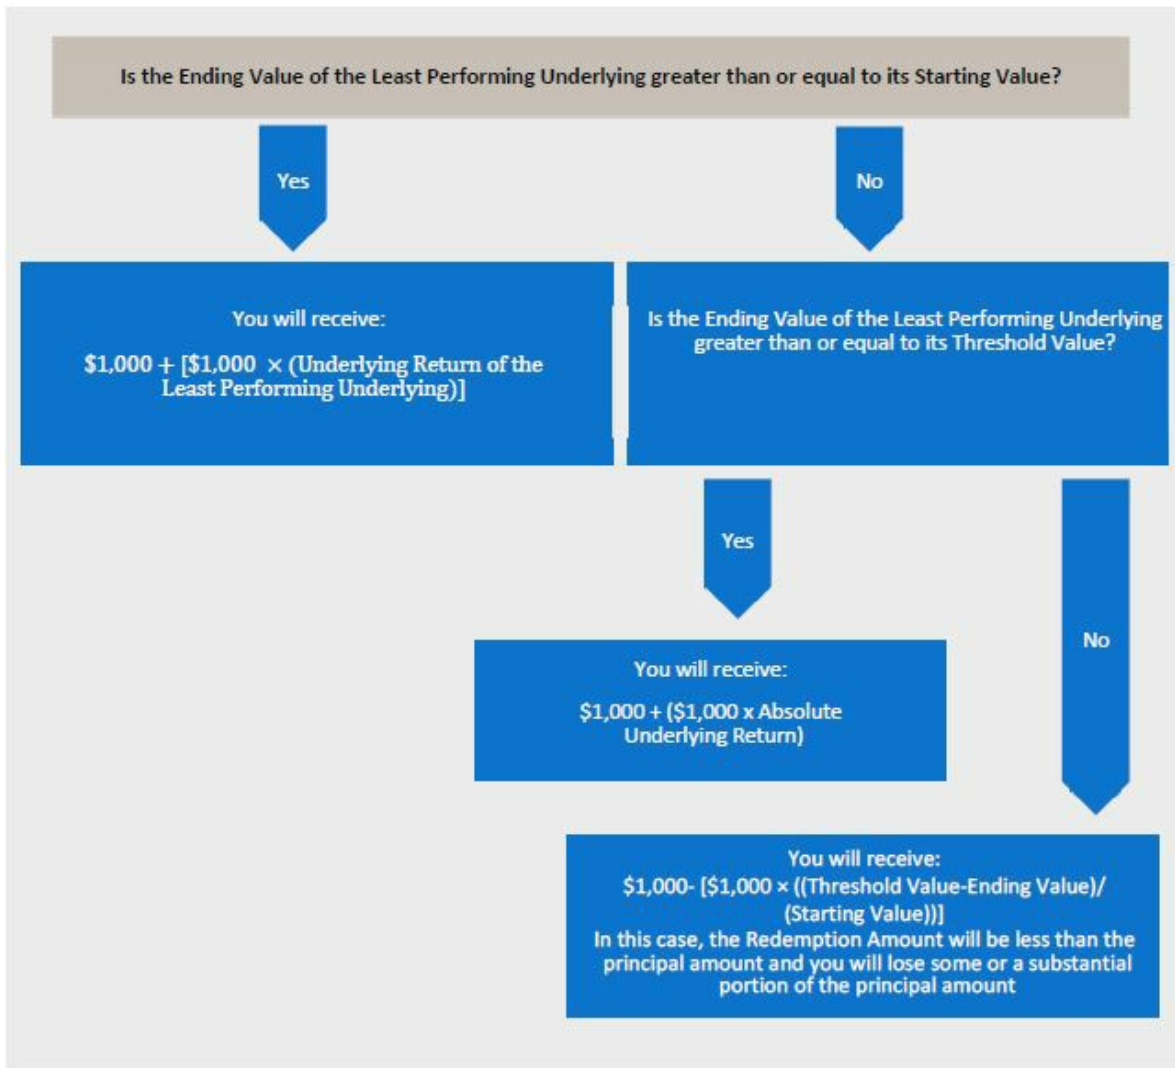 Is the Ending Value of the Least Performing Underlying greater than or equal to its Starting Value?
Yes
No
You will receive:
$1,000 + [$1,000 × (Underlying Return of the
Least Performing Underlying)]
Is the Ending Value of the Least Performing Underlying
greater than or equal to its Threshold Value?
Yes
No
You will receive:
$1,000 + ($1,000 x Absolute
Underlying Return)
You will receive:
$1,000- [$1,000 × ((Threshold Value-Ending Value)/
(Starting Value))]
In this case, the Redemption Amount will be less than the
principal amount and you will lose some or a substantial
portion of the principal amount